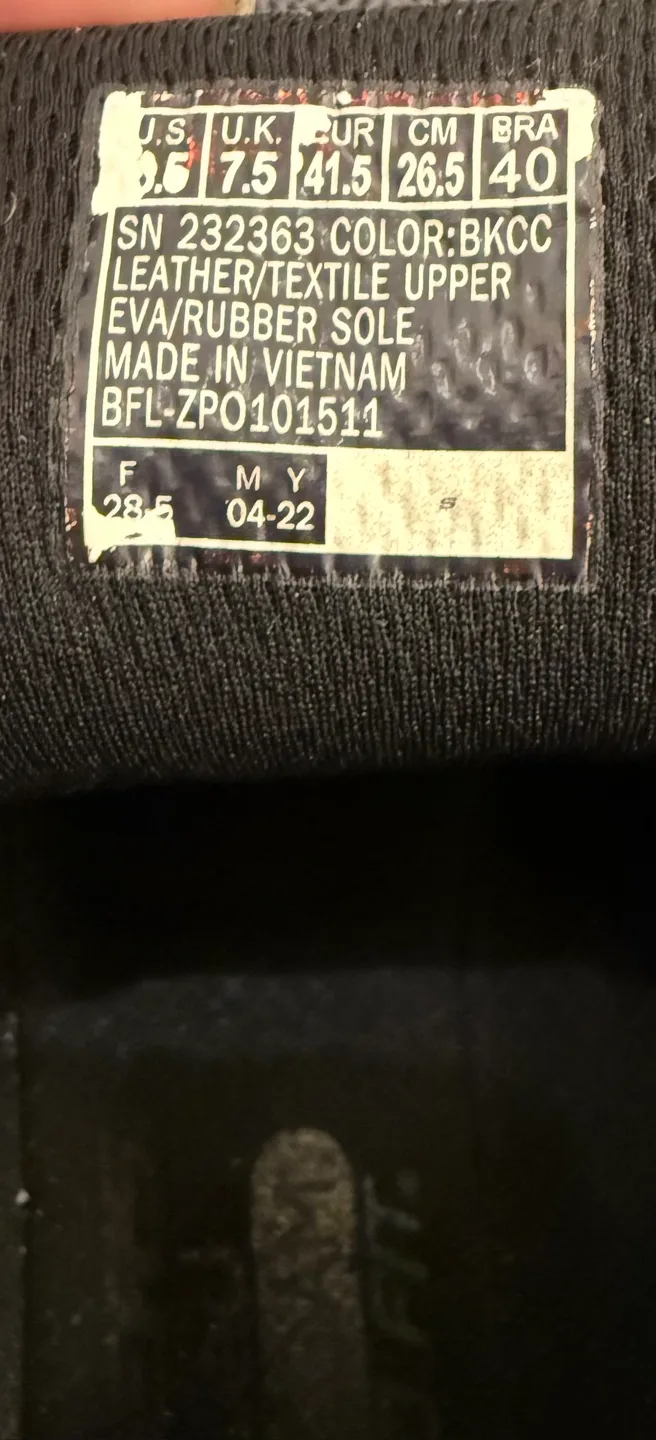 U.S. U.K. EUR CM BRA
7.5 41.5 26.5 40
SN 232363 COLOR:BKCC
LEATHER/TEXTILE UPPER
EVA/RUBBER SOLE
MADE IN VIETNAM
BFL-ZPO101511
F M Y
28-5 04-22
S